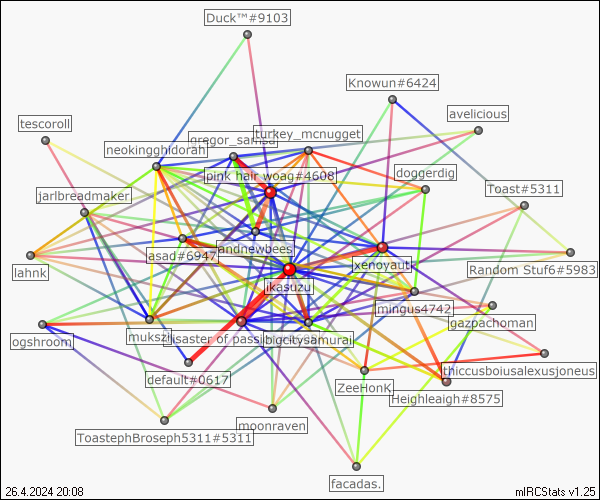 Duck™#9103
Knowun#6424
avelicious
tescoroll
turkey_mcnugget
gregor_samsa
neokingghidorah
pink hair woag#4608
doggerdig
Toast#5311
jarlbreadmaker
andnewbees
asad#6947
xenoyaut
lahnk
Random Stuf6#5983
ikasuzu
mingus4742
gazpachoman
ogshroom
mukszi
disaster of passi
bigcitysamurai
thiccusboiusalexusjoneus
default#0617
ZeeHonK
Heighleaigh#8575
moonraven
ToastephBroseph5311#5311
facadas.
26.4.2024 20:08
mIRCStats v1.25